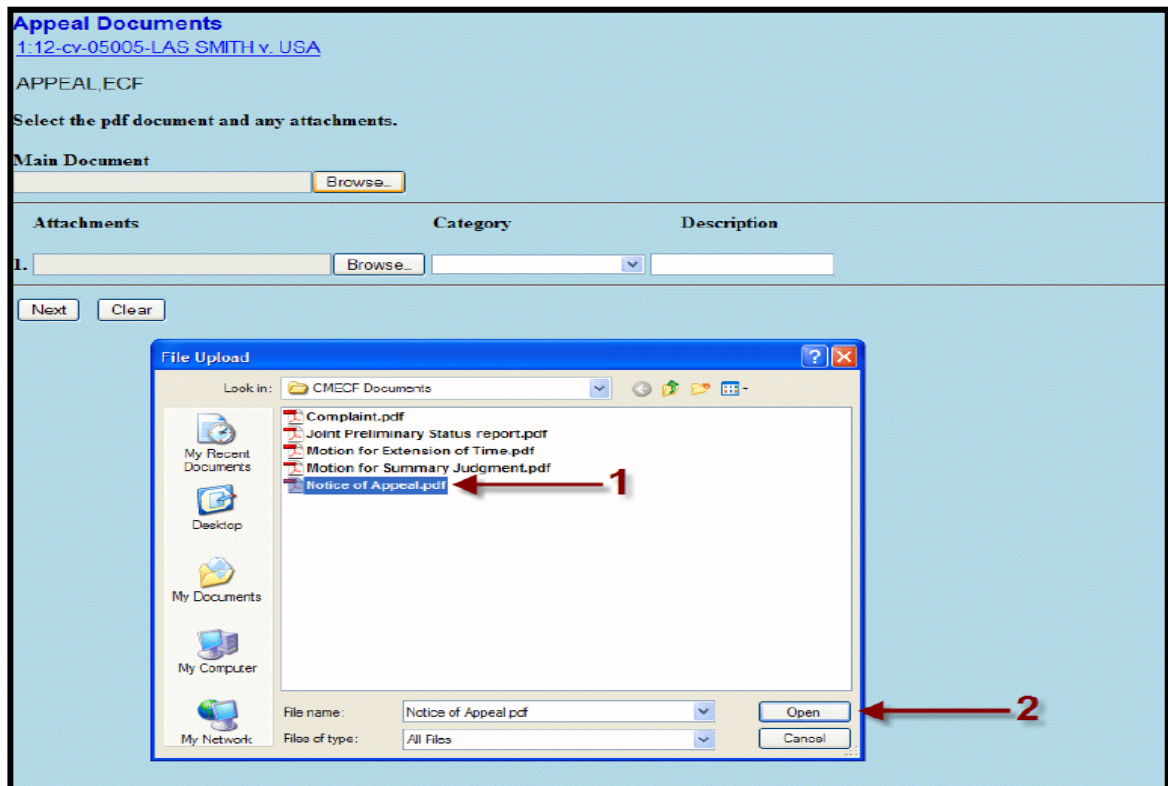 Appeal Documents
1:12-cv-05005-LAS SMITH v. USA
APPEAL,ECF
Select the pdf document and any attachments.
Main Document
Browse...
Attachments Category Description
1. Browse...
Next Clear
File Upload
Look in: CMECF Documents
Complaint.pdf
Joint Preliminary Status report.pdf
Motion for Extension of Time.pdf
Motion for Summary Judgment.pdf
Notice of Appeal.pdf 1
My Recent
Documents
Desktop
My Documents
My Computer
My Network
File name: Notice of Appeal.pdf Open 2
Files of type: All Files Cancel